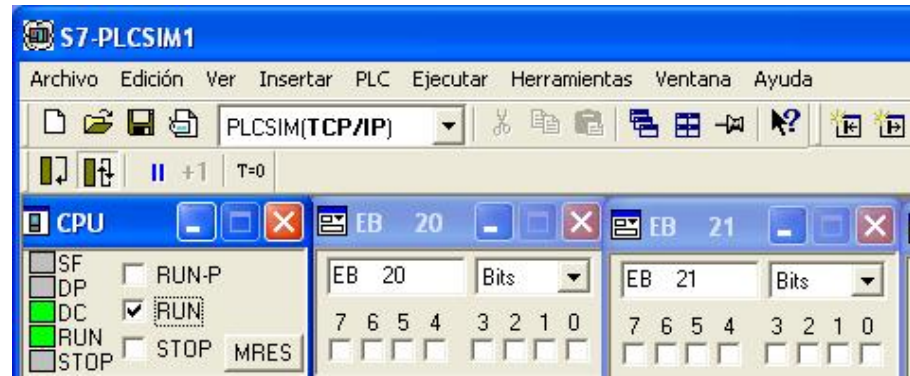 S7-PLCSIM1
Archivo Edición Ver Insertar PLC Ejecutar Herramientas Ventana Ayuda
PLCSIM(TCP/IP)
+1 T=0
CPU
SF
DP
DC
RUN
STOP
RUN-P
RUN
STOP MRES
EB 20
EB 20 Bits
7 6 5 4 3 2 1 0
EB 21
EB 21 Bits
7 6 5 4 3 2 1 0